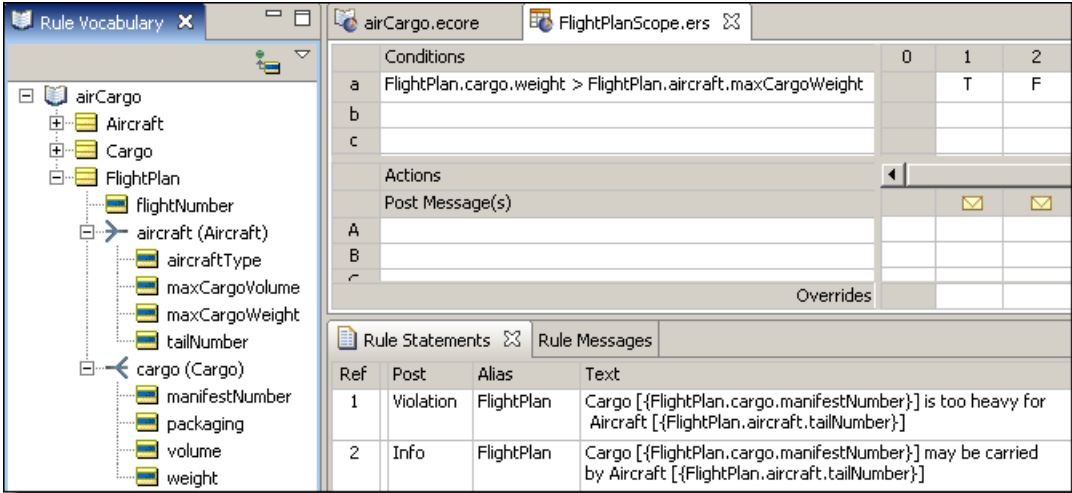 Rule Vocabulary
airCargo
Aircraft
Cargo
FlightPlan
flightNumber
aircraft (Aircraft)
aircraftType
maxCargoVolume
maxCargoWeight
tailNumber
cargo (Cargo)
manifestNumber
packaging
volume
weight
airCargo.ecore FlightPlanScope.ers
Conditions 0 1 2
a FlightPlan.cargo.weight > FlightPlan.aircraft.maxCargoWeight T F
b
c
Actions
Post Message(s)
A
B
Overrides
Rule Statements Rule Messages
Ref Post Alias Text
1 Violation FlightPlan Cargo [{FlightPlan.cargo.manifestNumber}] is too heavy for
Aircraft [{FlightPlan.aircraft.tailNumber}]
2 Info FlightPlan Cargo [{FlightPlan.cargo.manifestNumber}] may be carried
by Aircraft [{FlightPlan.aircraft.tailNumber}]